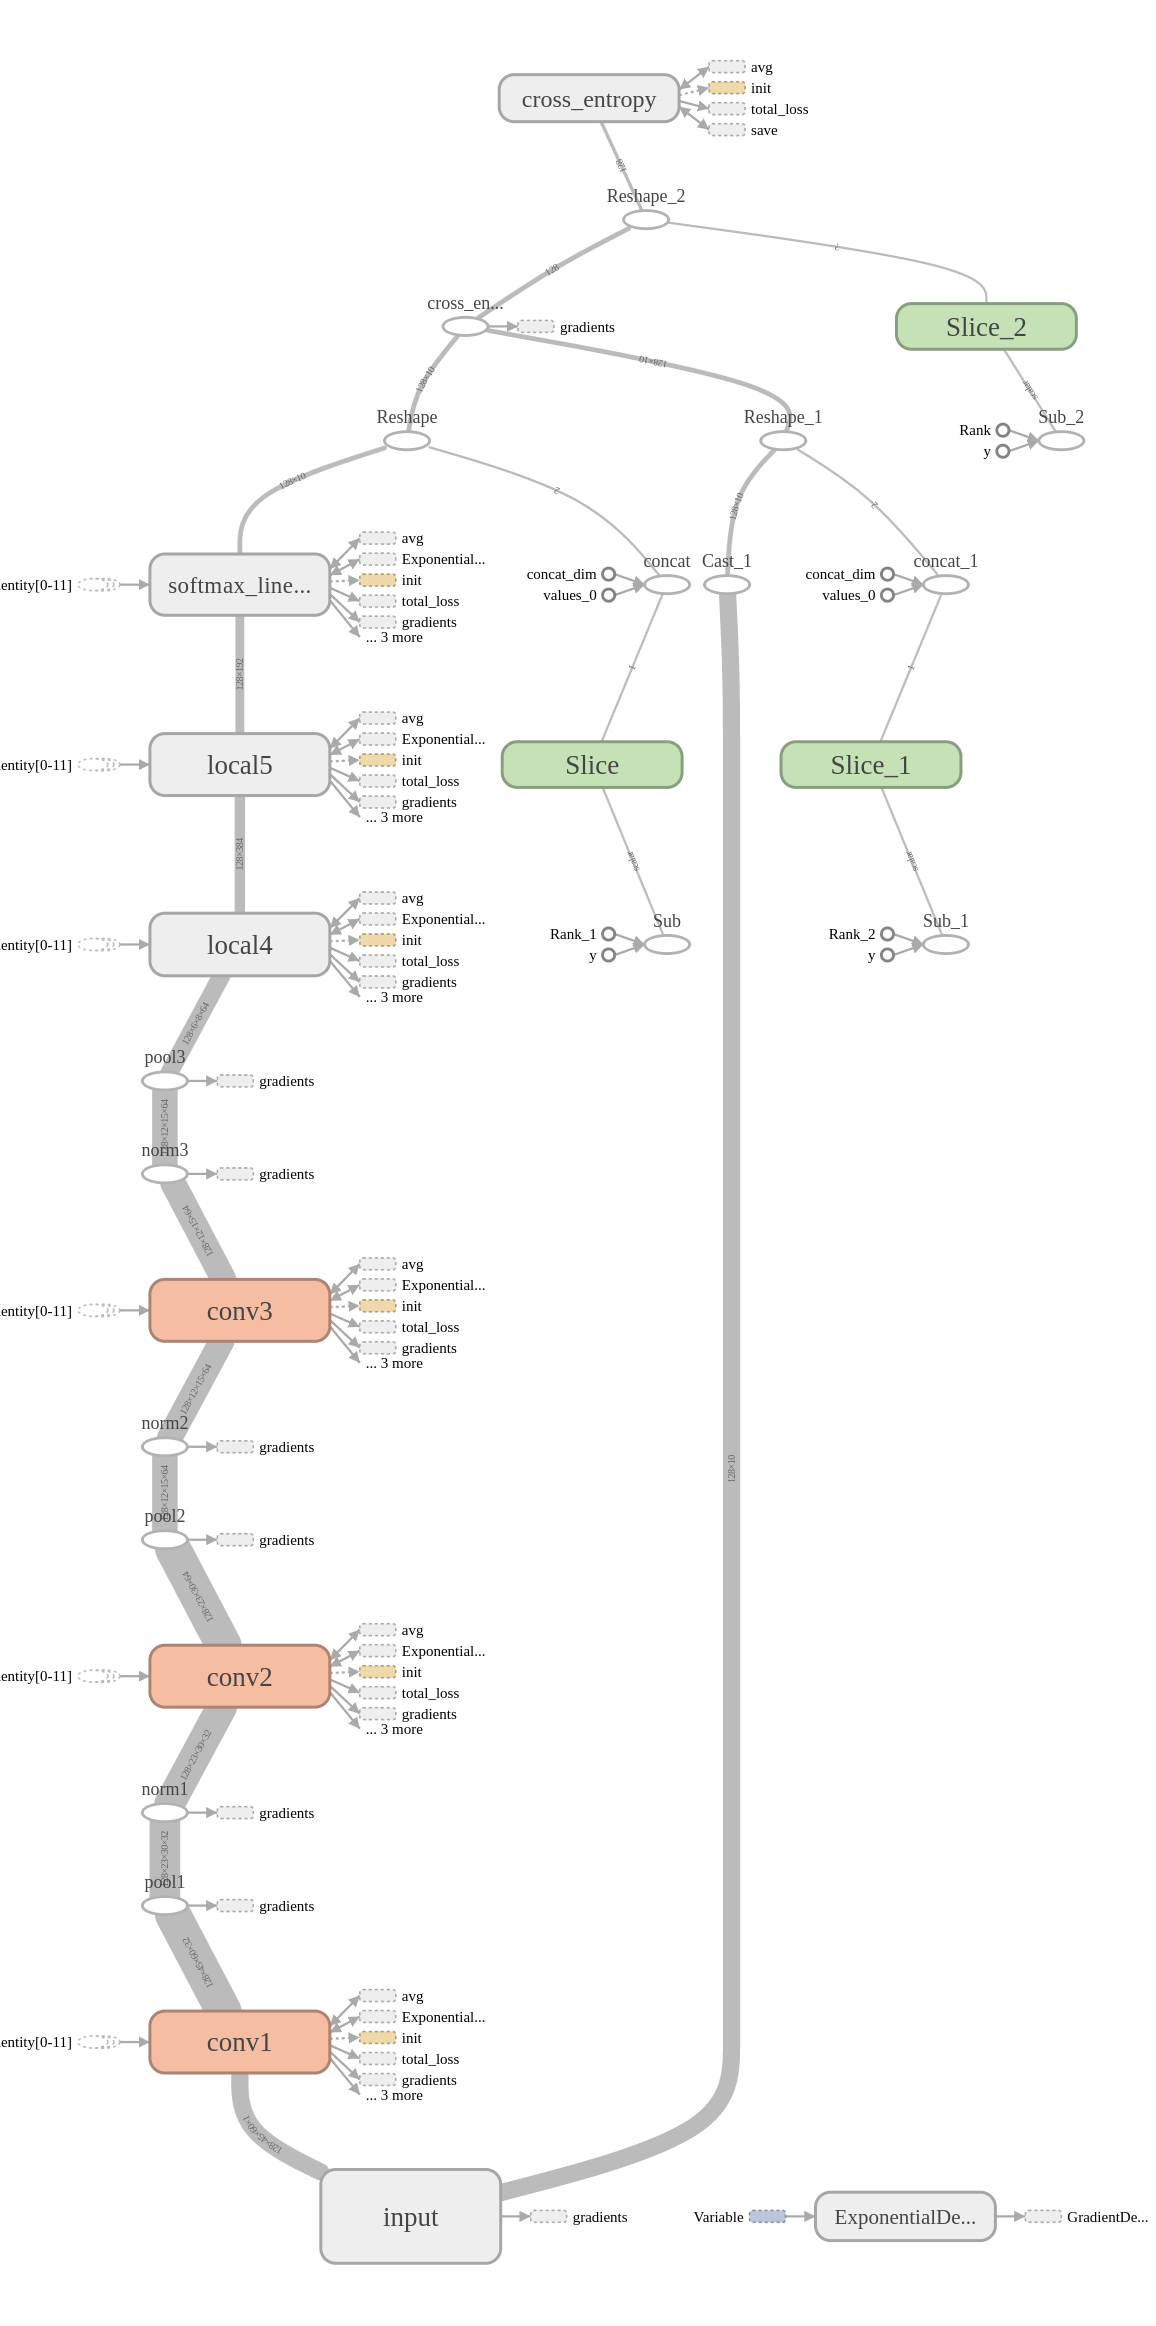 avg
cross_entropy
init
total_loss
save
128
Reshape_2
?
128
cross_en...
gradients
Slice_2
128×10
128×10
scalar
Reshape
Reshape_1
Sub_2
Rank
y
128×10
2
128×10
2
avg
Exponential...
init
total_loss
gradients
... 3 more
softmax_line...
entity[0-11]
concat_dim
values_0
concat
Cast_1
concat_dim
values_0
concat_1
128×192
1
1
avg
Exponential...
init
total_loss
gradients
... 3 more
local5
entity[0-11]
Slice
Slice_1
128×384
scalar
scalar
avg
Exponential...
init
total_loss
gradients
... 3 more
local4
entity[0-11]
Rank_1
y
Sub
Rank_2
y
Sub_1
128×6×8×64
pool3
gradients
128×12×15×64
norm3
gradients
128×12×15×64
avg
Exponential...
init
total_loss
gradients
... 3 more
conv3
entity[0-11]
128×12×15×64
norm2
gradients
128×12×15×64
128×10
pool2
gradients
128×23×30×64
avg
Exponential...
init
total_loss
gradients
... 3 more
conv2
entity[0-11]
128×23×30×32
norm1
gradients
128×23×30×32
pool1
gradients
128×45×60×32
avg
Exponential...
init
total_loss
gradients
... 3 more
conv1
entity[0-11]
128×45×60×1
input
gradients
Variable
ExponentialDe...
GradientDe...